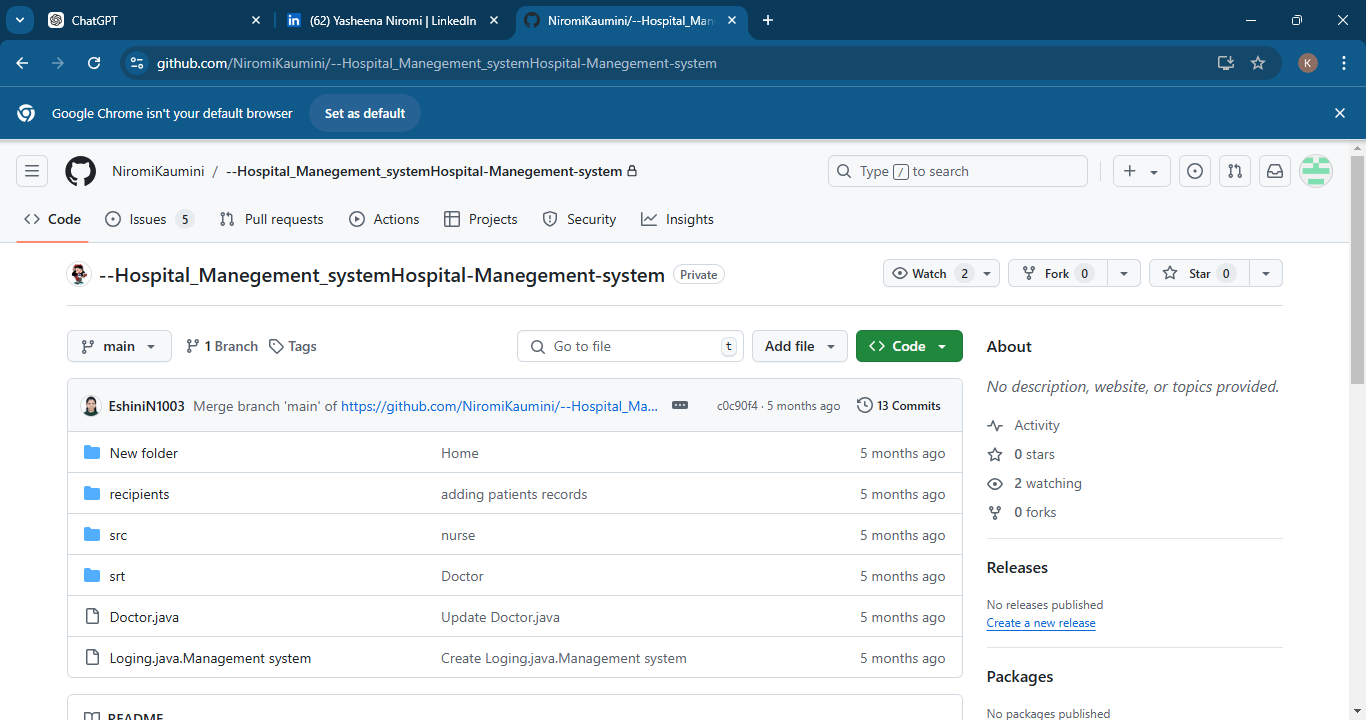 ChatGPT
(62) Yasheena Niromi | LinkedIn
NiromiKaumini/--Hospital_Man
github.com/NiromiKaumini/--Hospital_Manegement_systemHospital-Manegement-system
K
Google Chrome isn't your default browser
Set as default
NiromiKaumini / --Hospital_Manegement_systemHospital-Manegement-system
Type / to search
Code
Issues 5
Pull requests
Actions
Projects
Security
Insights
--Hospital_Manegement_systemHospital-Manegement-system Private
Watch 2
Fork 0
Star 0
main
1 Branch
Tags
Go to file t
Add file
Code
EshiniN1003 Merge branch 'main' of https://github.com/NiromiKaumini/--Hospital_Ma... c0c90f4 · 5 months ago 13 Commits
New folder Home 5 months ago
recipients adding patients records 5 months ago
src nurse 5 months ago
srt Doctor 5 months ago
Doctor.java Update Doctor.java 5 months ago
Loging.java.Management system Create Loging.java.Management system 5 months ago
README
About
No description, website, or topics provided.
Activity
0 stars
2 watching
0 forks
Releases
No releases published
Create a new release
Packages
No packages published